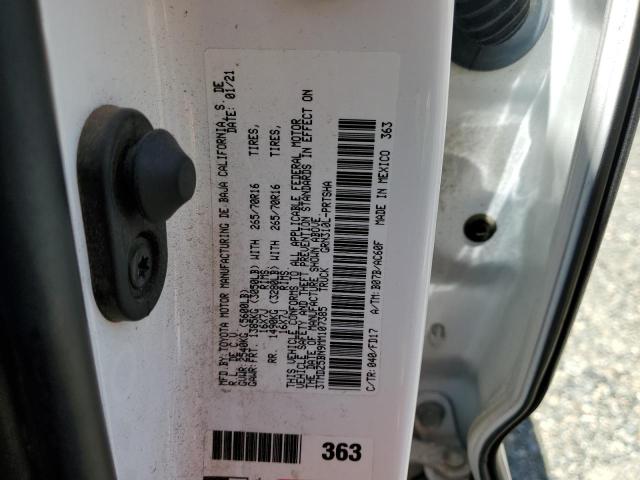 MFD.BY:TOYOTA MOTOR MANUFACTURING DE BAJA CALIFORNIA, S. DE
R.L. DE C.V. DATE: 01/21
GVWR: 2540KG(5600LB)
GAWR:FRT. 1385KG(3050LB)WITH 265/70R16 TIRES,
16X7J RIMS.
RR. 1490KG(3280LB)WITH 265/70R16 TIRES,
16X7J RIMS.
THIS VEHICLE CONFORMS TO ALL APPLICABLE FEDERAL MOTOR
VEHICLE SAFETY AND THEFT PREVENTION STANDARDS IN EFFECT ON
THE DATE OF MANUFACTURE SHOWN ABOVE.
3TMDZ5BN9MM107385 TRUCK GRN310L-PRTSHA
C/TR:040/FD17 A/TM:B07B/AC60F MADE IN MEXICO 363
363